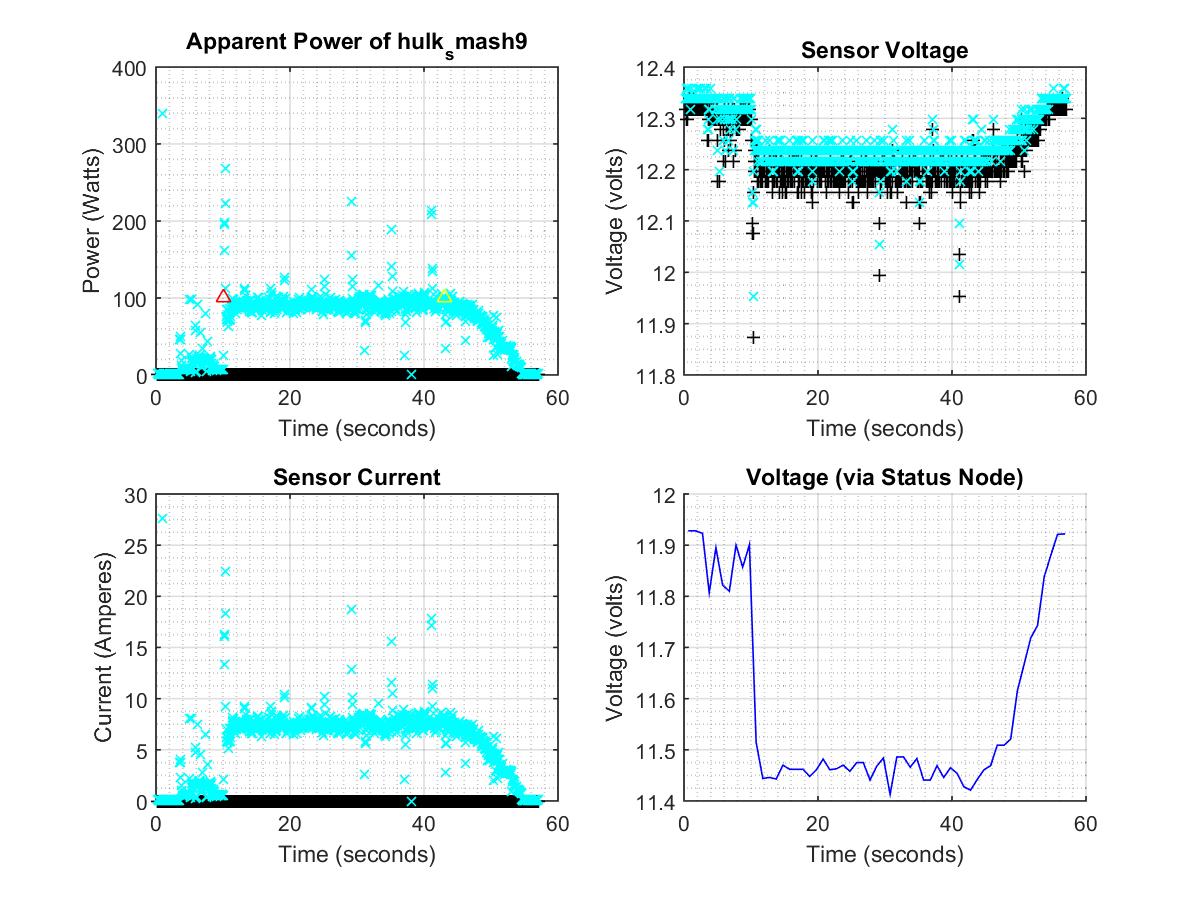 Apparent Power of hulksmash9
400
300
200
100
0
Power (Watts)
0 20 40 60
Time (seconds)
Sensor Voltage
12.4
12.3
12.2
12.1
12
11.9
11.8
Voltage (volts)
0 20 40 60
Time (seconds)
Sensor Current
30
25
20
15
10
5
0
Current (Amperes)
0 20 40 60
Time (seconds)
Voltage (via Status Node)
12
11.9
11.8
11.7
11.6
11.5
11.4
Voltage (volts)
0 20 40 60
Time (seconds)